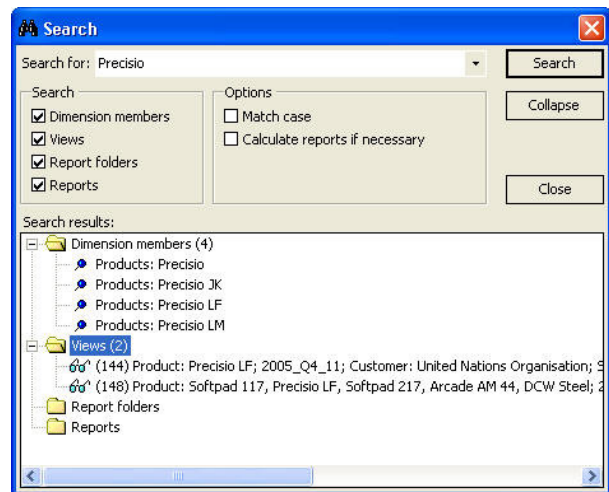 Search
Search for: Precisio
Search
Search
Options
Collapse
Dimension members
Match case
Views
Calculate reports if necessary
Report folders
Reports
Close
Search results:
Dimension members (4)
Products: Precisio
Products: Precisio JK
Products: Precisio LF
Products: Precisio LM
Views (2)
(144) Product: Precisio LF; 2005_Q4_11; Customer: United Nations Organisation; S
(148) Product: Softpad 117, Precisio LF, Softpad 217, Arcade AM 44, DCW Steel; 2
Report folders
Reports